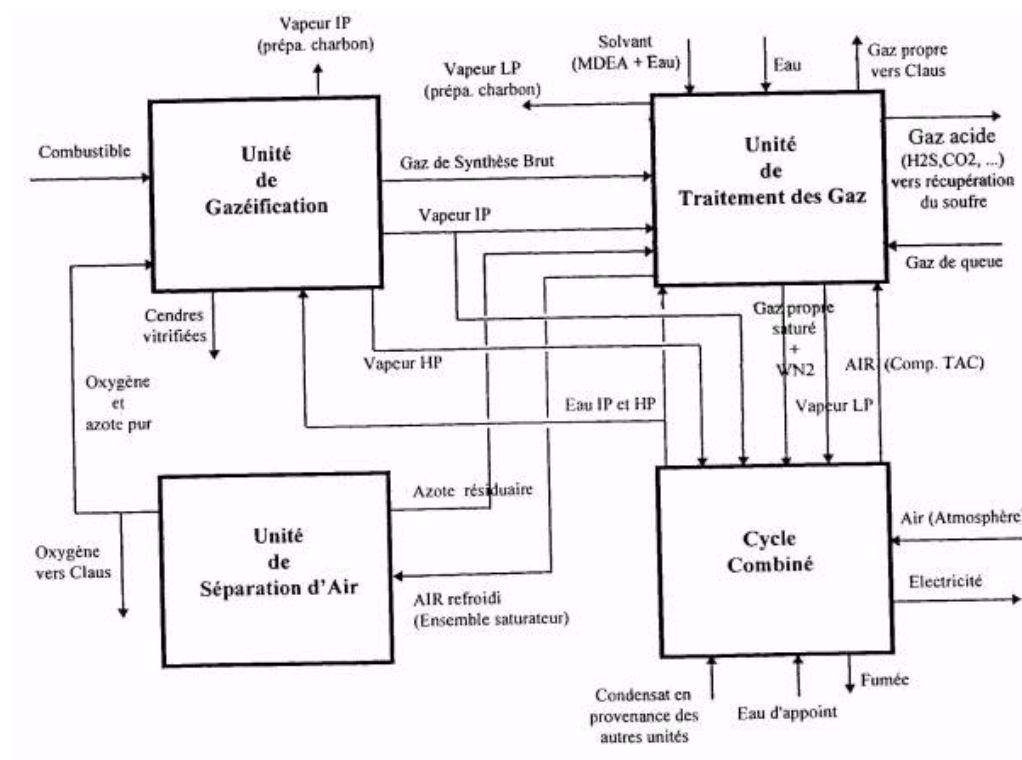 Vapeur IP
(prépa. charbon)
Vapeur LP
(prépa. charbon)
Solvant
(MDEA + Eau)
Eau
Gaz propre
vers Claus
Combustible
Unité
de
Gazéification
Gaz de Synthèse Brut
Vapeur IP
Unité
de
Traitement des Gaz
Gaz acide
(H2S,CO2, ...)
vers récupération
du soufre
Gaz de queue
Cendres
vitrifiées
Gaz propre
saturé
+
WN2
Vapeur HP
AIR (Comp. TAC)
Oxygène
et
azote pur
Eau IP et HP
Vapeur LP
Azote résiduaire
Unité
de
Séparation d'Air
Oxygène
vers Claus
AIR refroidi
(Ensemble saturateur)
Cycle
Combiné
Air (Atmosphère)
Electricité
Fumée
Condensat en
provenance des
autres unités
Eau d'appoint